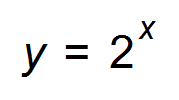 y = 2^x